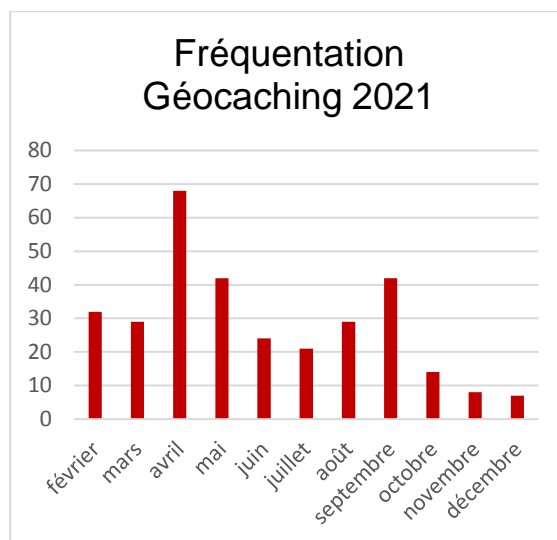 Fréquentation
Géocaching 2021
80
70
60
50
40
30
20
10
0
février
mars
avril
mai
juin
juillet
août
septembre
octobre
novembre
décembre